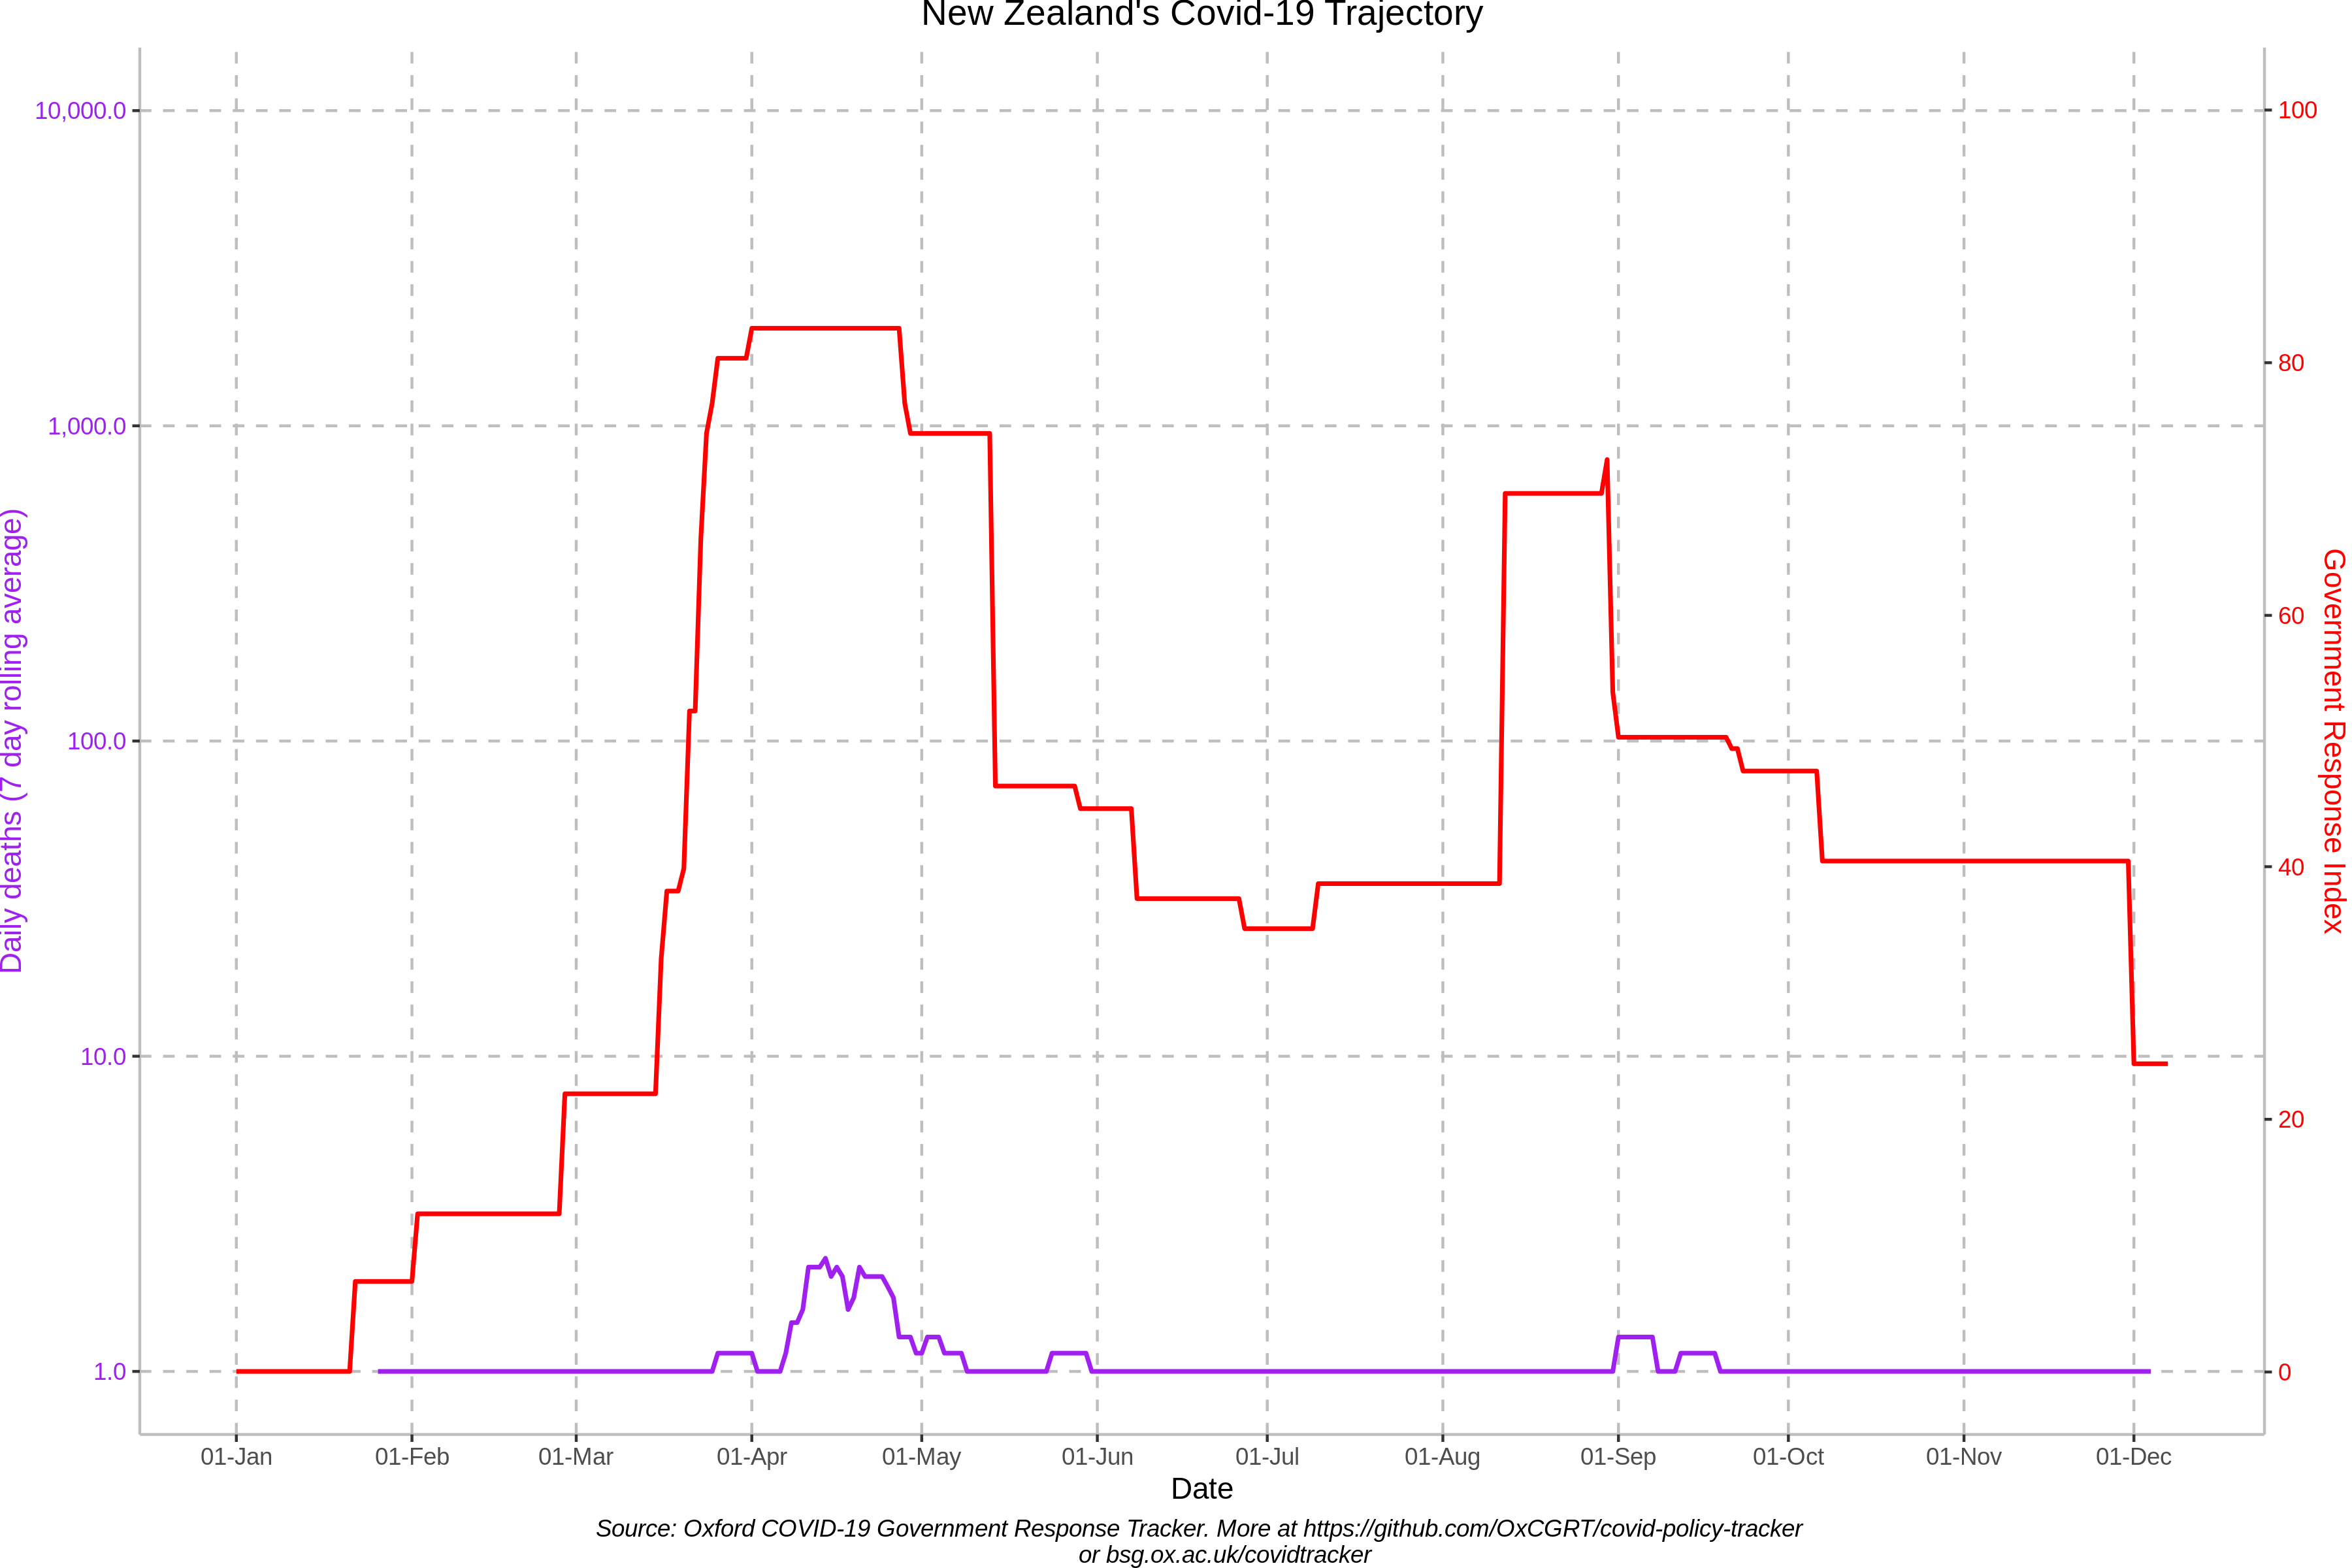 New Zealand's Covid-19 Trajectory
10,000.0
1,000.0
100.0
10.0
1.0
Daily deaths (7 day rolling average)
100
80
60
40
20
0
Government Response Index
01-Jan 01-Feb 01-Mar 01-Apr 01-May 01-Jun 01-Jul 01-Aug 01-Sep 01-Oct 01-Nov 01-Dec
Date
Source: Oxford COVID-19 Government Response Tracker. More at https://github.com/OxCGRT/covid-policy-tracker
or bsg.ox.ac.uk/covidtracker